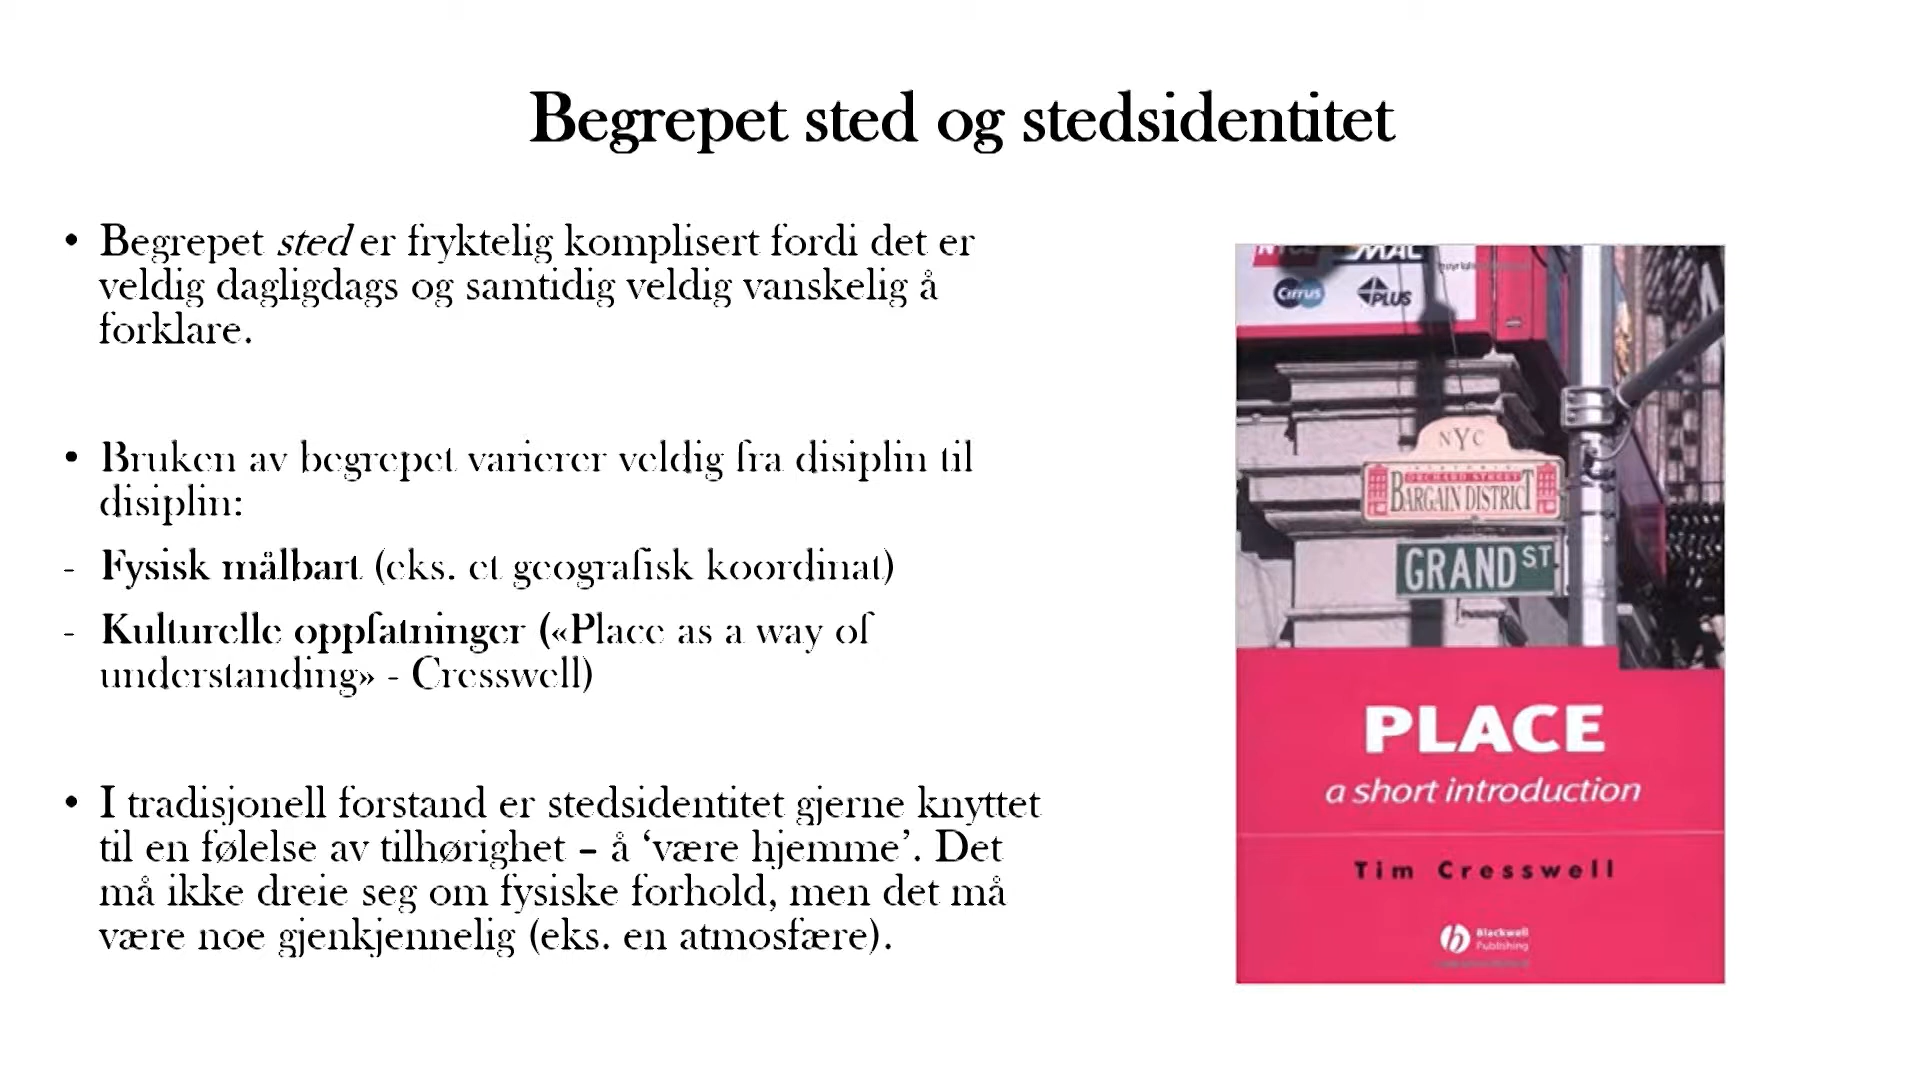 Begrepet sted og stedsidentitet
• Begrepet sted er fryktelig komplisert fordi det er
veldig dagligdags og samtidig veldig vanskelig å
forklare.
• Bruken av begrepet varierer veldig fra disiplin til
disiplin:
- Fysisk målbart (eks. et geografisk koordinat)
- Kulturelle oppfatninger («Place as a way of
understanding» - Cresswell)
• I tradisjonell forstand er stedsidentitet gjerne knyttet
til en følelse av tilhørighet – å ‘være hjemme’. Det
må ikke dreie seg om fysiske forhold, men det må
være noe gjenkjennelig (eks. en atmosfære).
CIRRUS PLUS
NYC
ORCHARD STREET
BARGAIN DISTRICT
GRAND ST
PLACE
a short introduction
Tim Cresswell
Blackwell
Publishing